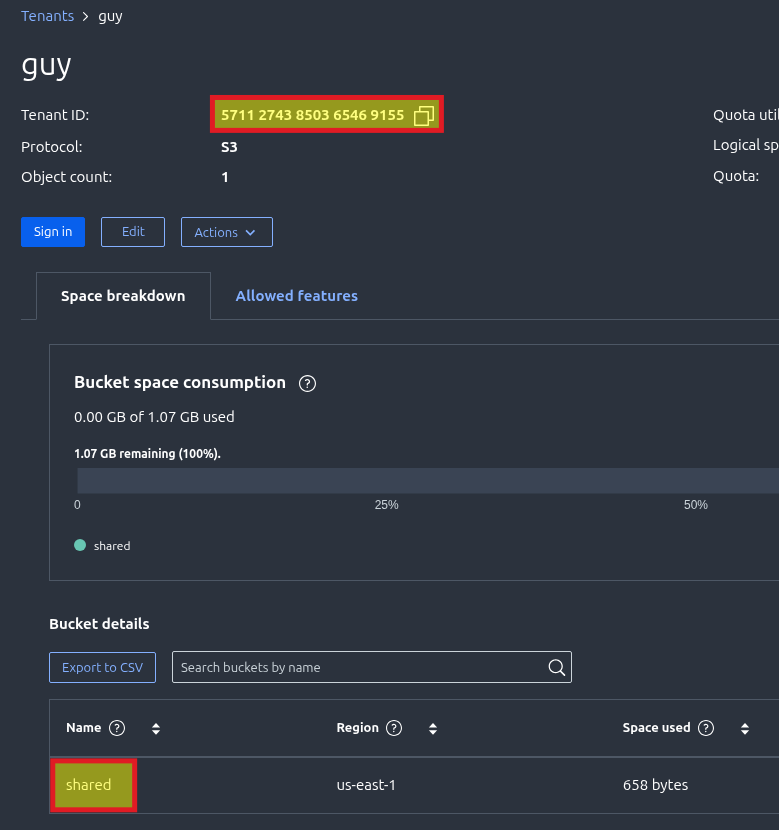 Tenants > guy
guy
Tenant ID: 5711 2743 8503 6546 9155 Quota util
Protocol: S3 Logical sp
Object count: 1 Quota:
Sign in Edit Actions
Space breakdown Allowed features
Bucket space consumption ?
0.00 GB of 1.07 GB used
1.07 GB remaining (100%).
0 25% 50%
shared
Bucket details
Export to CSV Search buckets by name
Name ? Region ? Space used ?
shared us-east-1 658 bytes